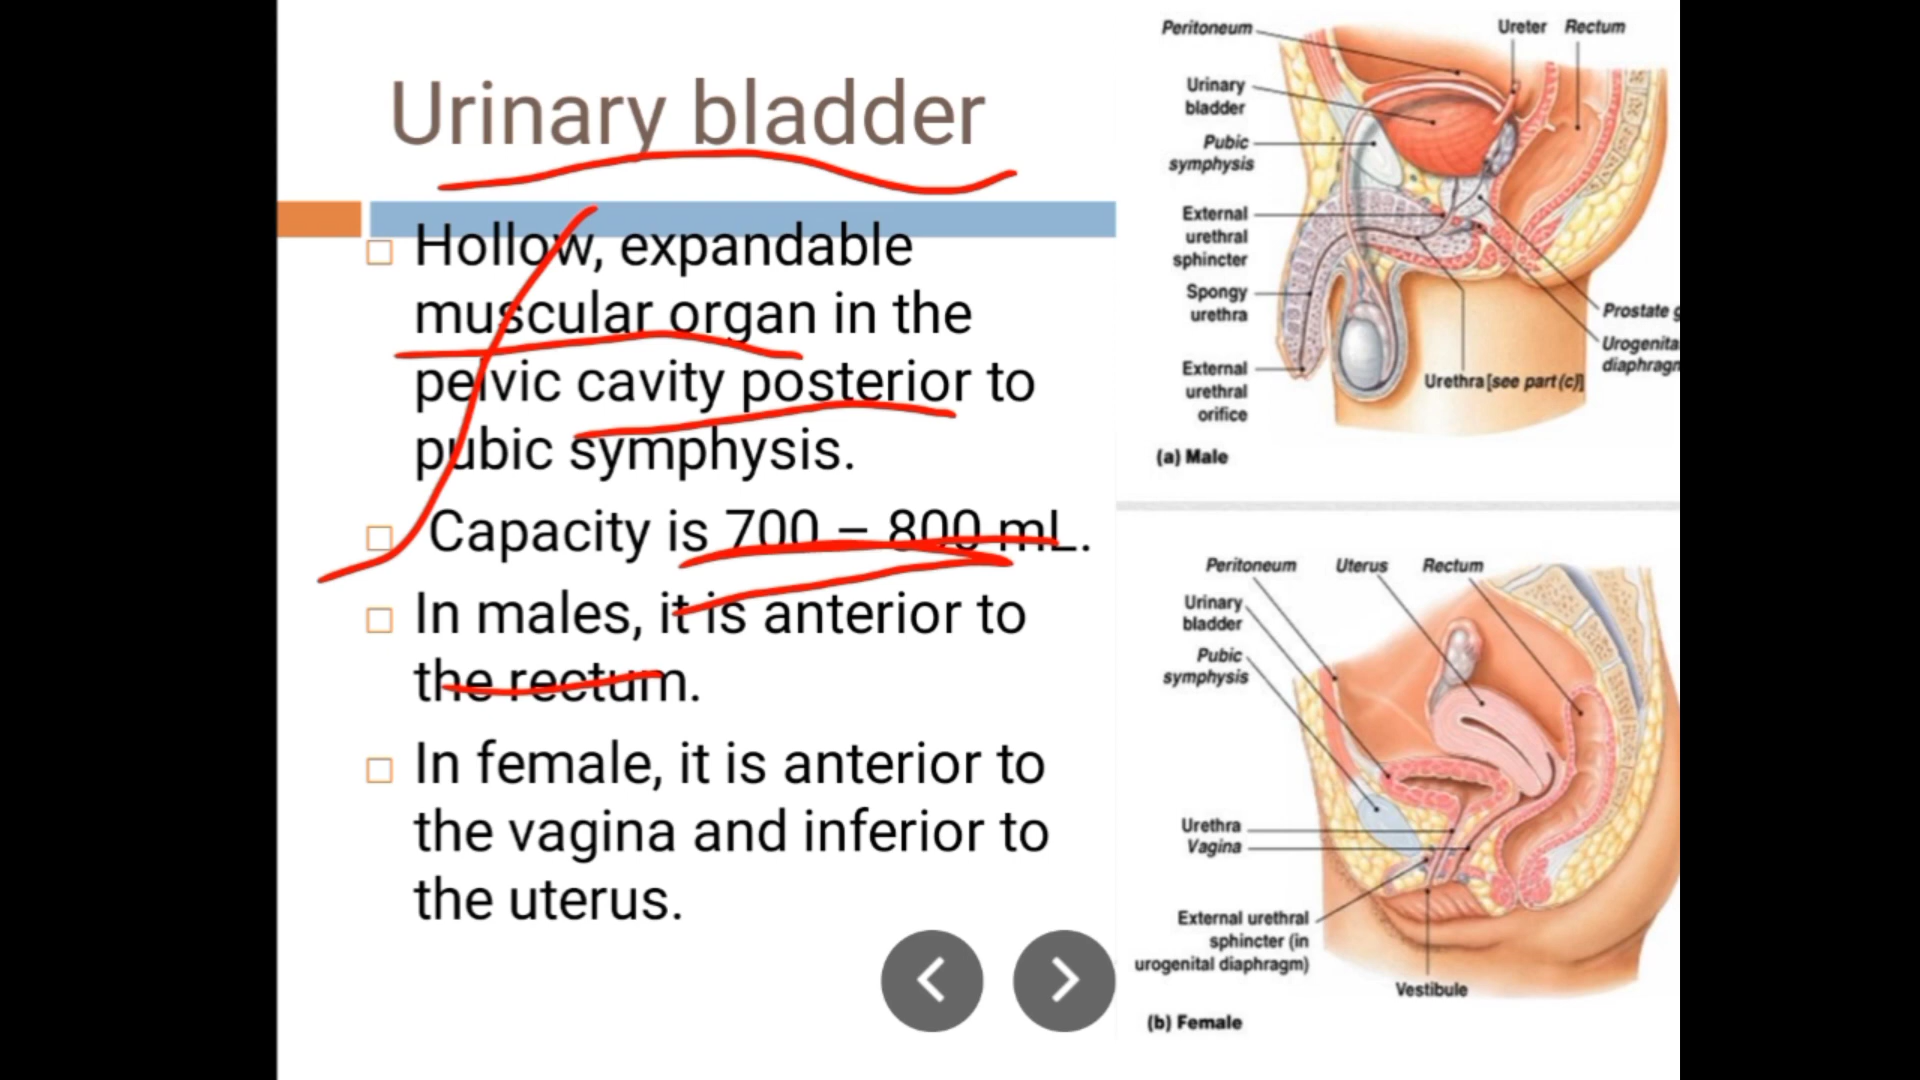 Urinary bladder
Hollow, expandable
muscular organ in the
pelvic cavity posterior to
pubic symphysis.
Capacity is 700 – 800 mL.
In males, it is anterior to
the rectum.
In female, it is anterior to
the vagina and inferior to
the uterus.
Peritoneum
Ureter
Rectum
Urinary
bladder
Pubic
symphysis
External
urethral
sphincter
Spongy
urethra
External
urethral
orifice
Prostate g
Urogenita
diaphragn
Urethra [see part (c)]
(a) Male
Peritoneum
Uterus
Rectum
Urinary
bladder
Pubic
symphysis
Urethra
Vagina
External urethral
sphincter (in
urogenital diaphragm)
Vestibule
(b) Female